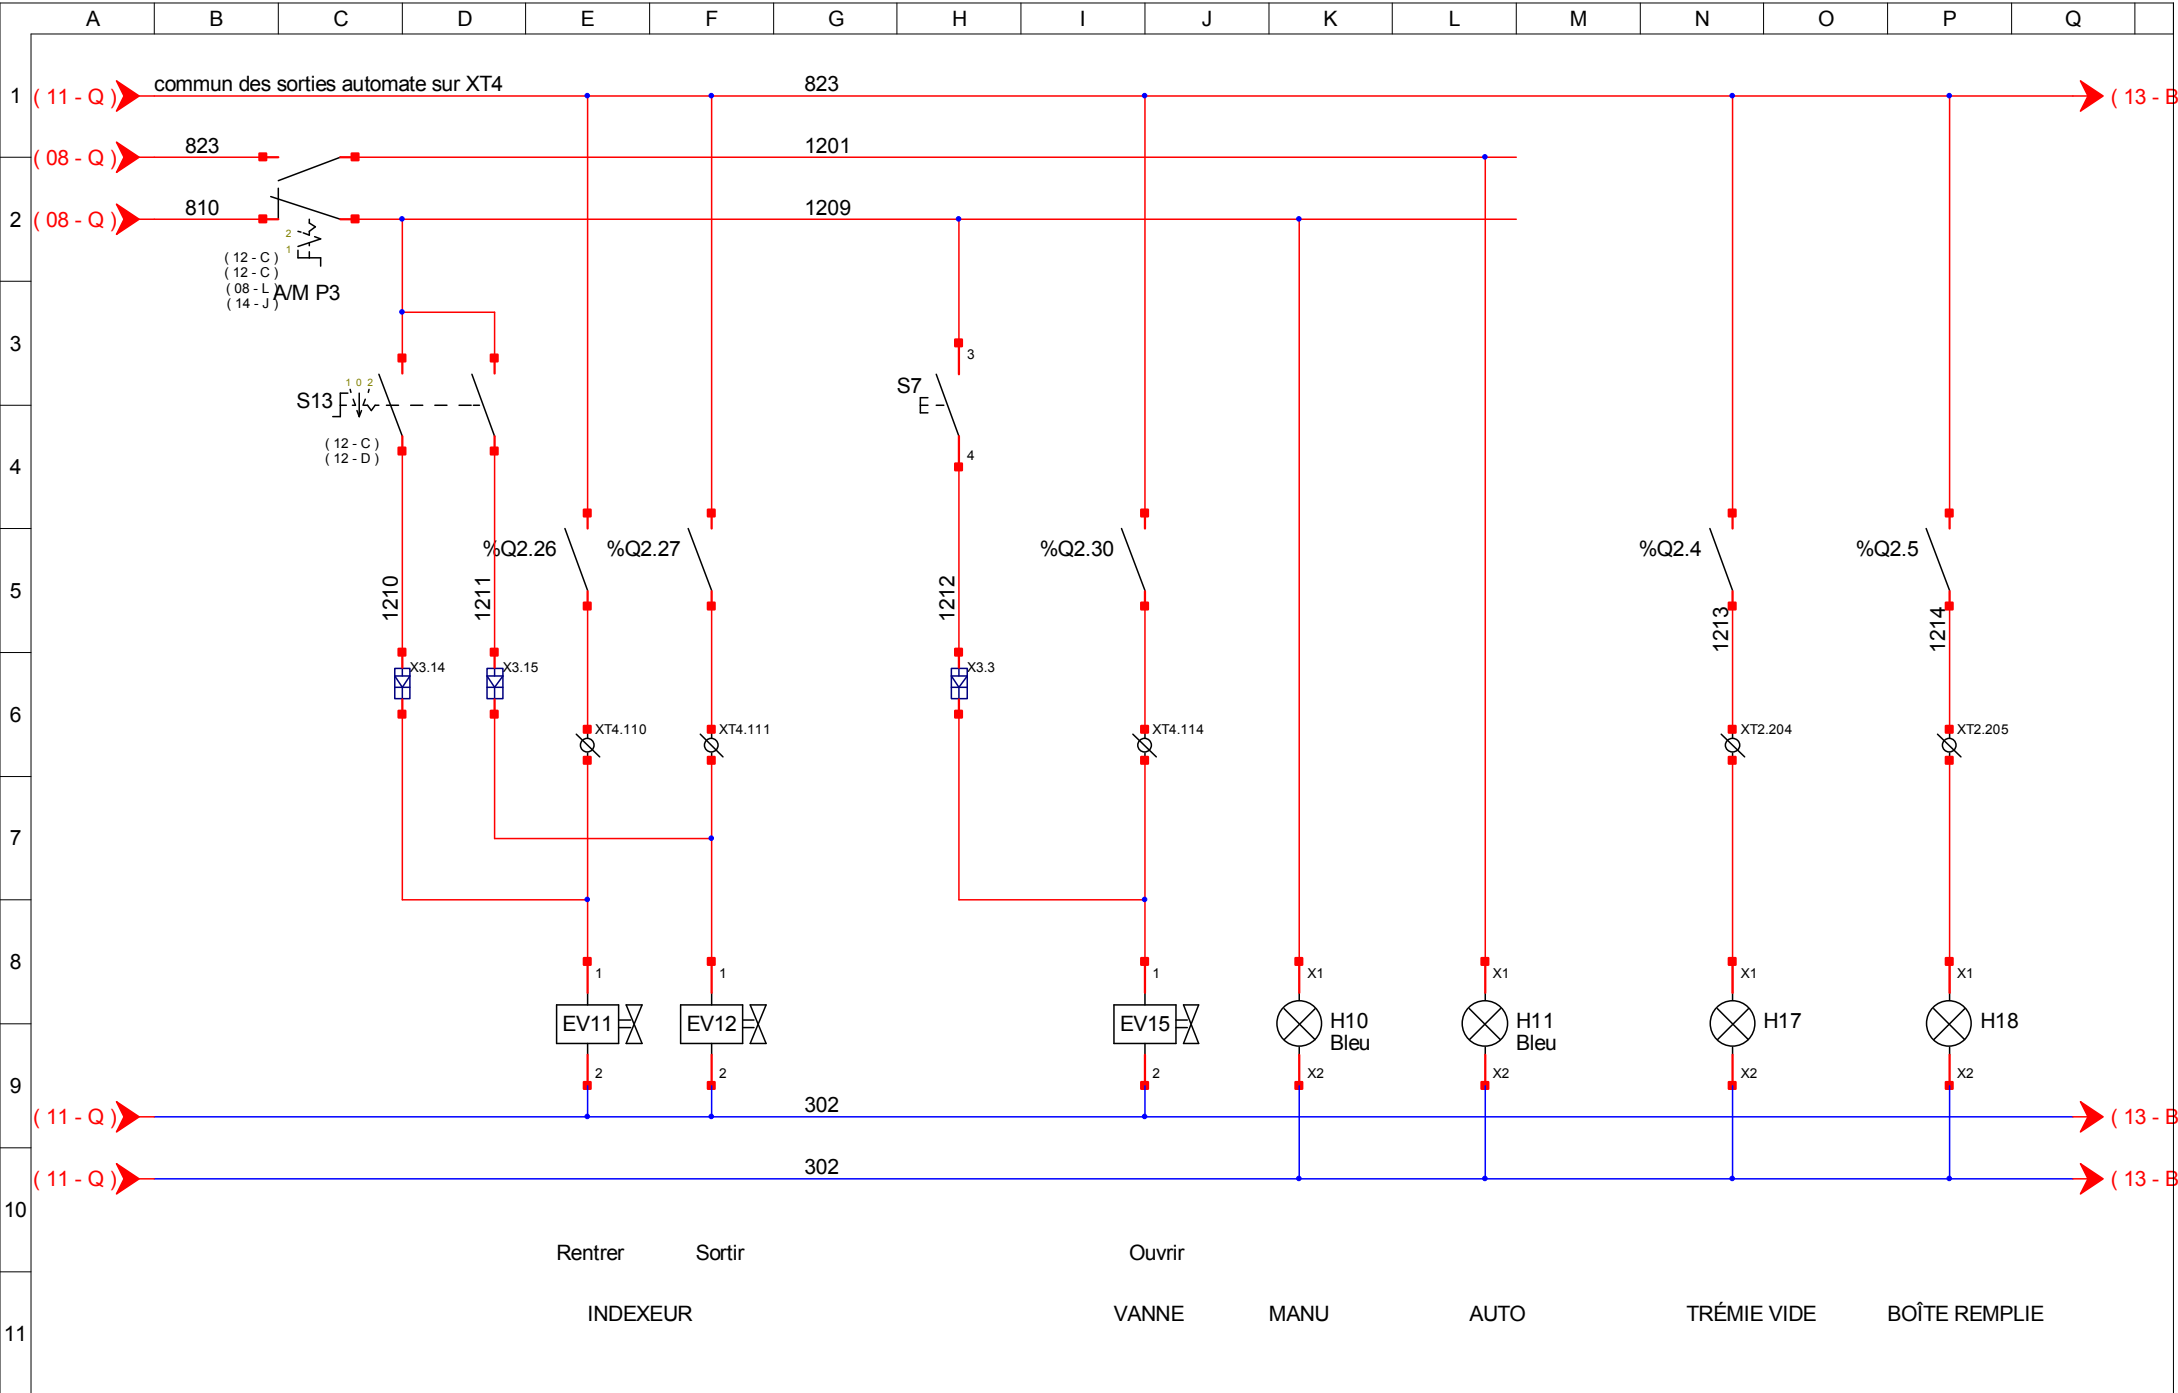 A B C D E F G H I J K L M N O P Q
1 ( 11 - Q ) commun des sorties automate sur XT4 823 ( 13 - B
( 08 - Q ) 823 1201
2 ( 08 - Q ) 810 1209
2
1
( 12 - C )
( 12 - C )
( 08 - L )
( 14 - J )
A/M P3
3
3
1 0 2
S13
S7
E
( 12 - C )
( 12 - D )
4
4
%Q2.26 %Q2.27 %Q2.30 %Q2.4 %Q2.5
5
1210 1211 1212 1213 1214
X3.14 X3.15 X3.3
6
XT4.110 XT4.111 XT4.114 XT2.204 XT2.205
7
8
1 1 1 X1 X1 X1 X1
EV11 EV12 EV15 H10 H11 H17 H18
Bleu Bleu
9
2 2 2 X2 X2 X2 X2
( 11 - Q ) 302 ( 13 - B
( 11 - Q ) 302 ( 13 - B
10
Rentrer Sortir Ouvrir
INDEXEUR VANNE MANU AUTO TRÉMIE VIDE BOÎTE REMPLIE
11